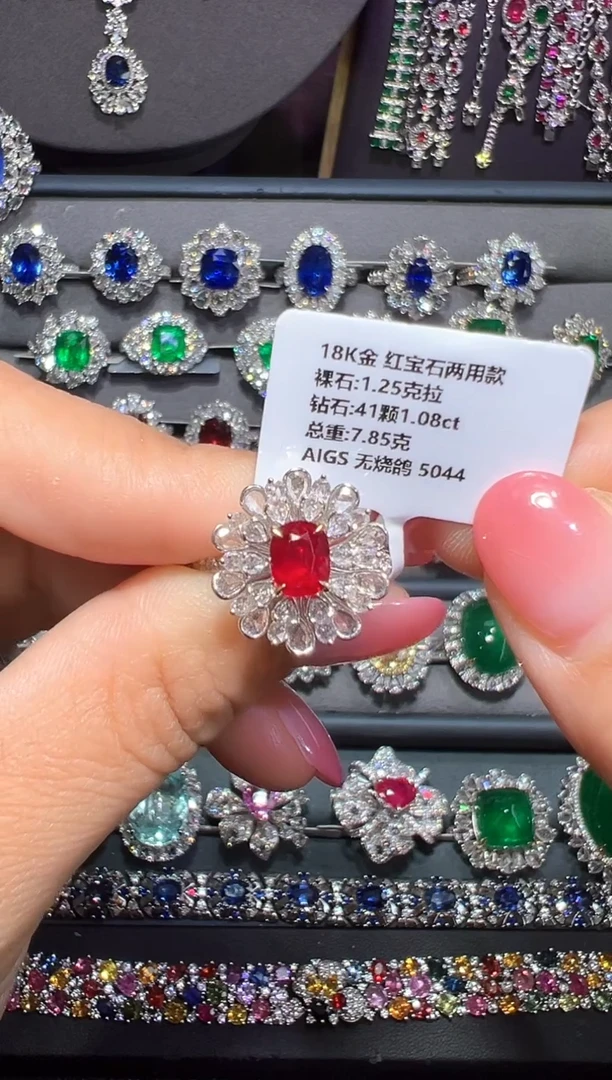 18K金 红宝石两用款
裸石:1.25克拉
钻石:41颗1.08ct
总重:7.85克
AIGS 无烧鸽 5044